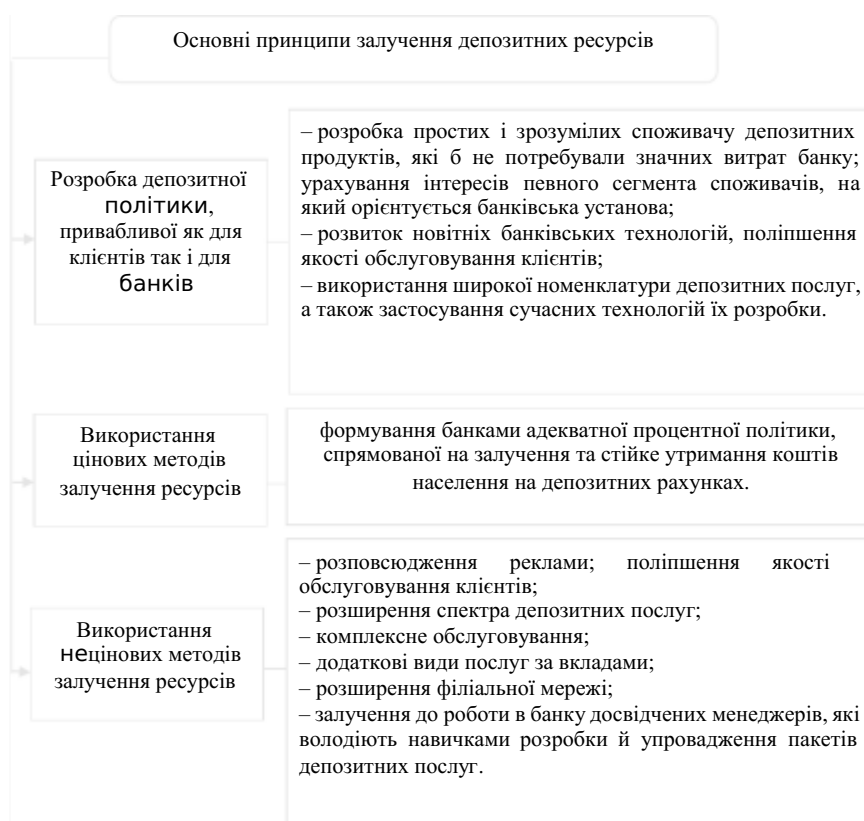 Основні принципи залучення депозитних ресурсів
Розробка депозитної
політики,
привабливої як для
клієнтів так і для
банків
– розробка простих і зрозумілих споживачу депозитних
продуктів, які б не потребували значних витрат банку;
урахування інтересів певного сегмента споживачів, на
який орієнтується банківська установа;
– розвиток новітніх банківських технологій, поліпшення
якості обслуговування клієнтів;
– використання широкої номенклатури депозитних послуг,
а також застосування сучасних технологій їх розробки.
Використання
цінових методів
залучення ресурсів
формування банками адекватної процентної політики,
спрямованої на залучення та стійке утримання коштів
населення на депозитних рахунках.
Використання
нецінових методів
залучення ресурсів
– розповсюдження реклами; поліпшення якості
обслуговування клієнтів;
– розширення спектра депозитних послуг;
– комплексне обслуговування;
– додаткові види послуг за вкладами;
– розширення філіальної мережі;
– залучення до роботи в банку досвідчених менеджерів, які
володіють навичками розробки й упровадження пакетів
депозитних послуг.